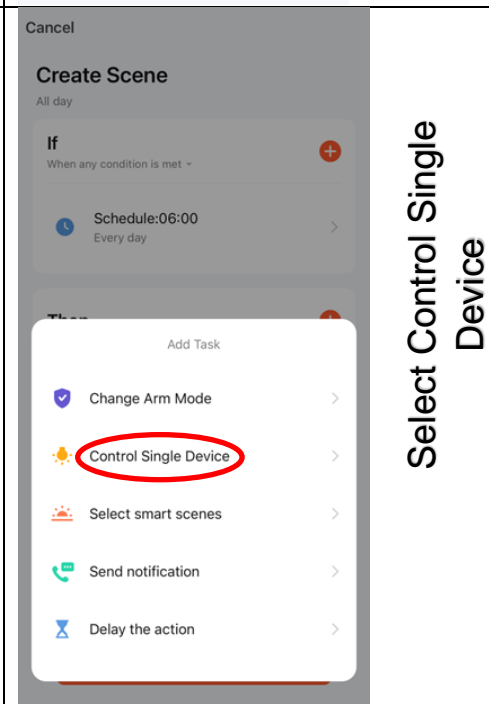 Cancel
Create Scene
All day
If
When any condition is met
Schedule:06:00
Every day
Then
Add Task
Change Arm Mode
Control Single Device
Select smart scenes
Send notification
Delay the action
Select Control Single
Device